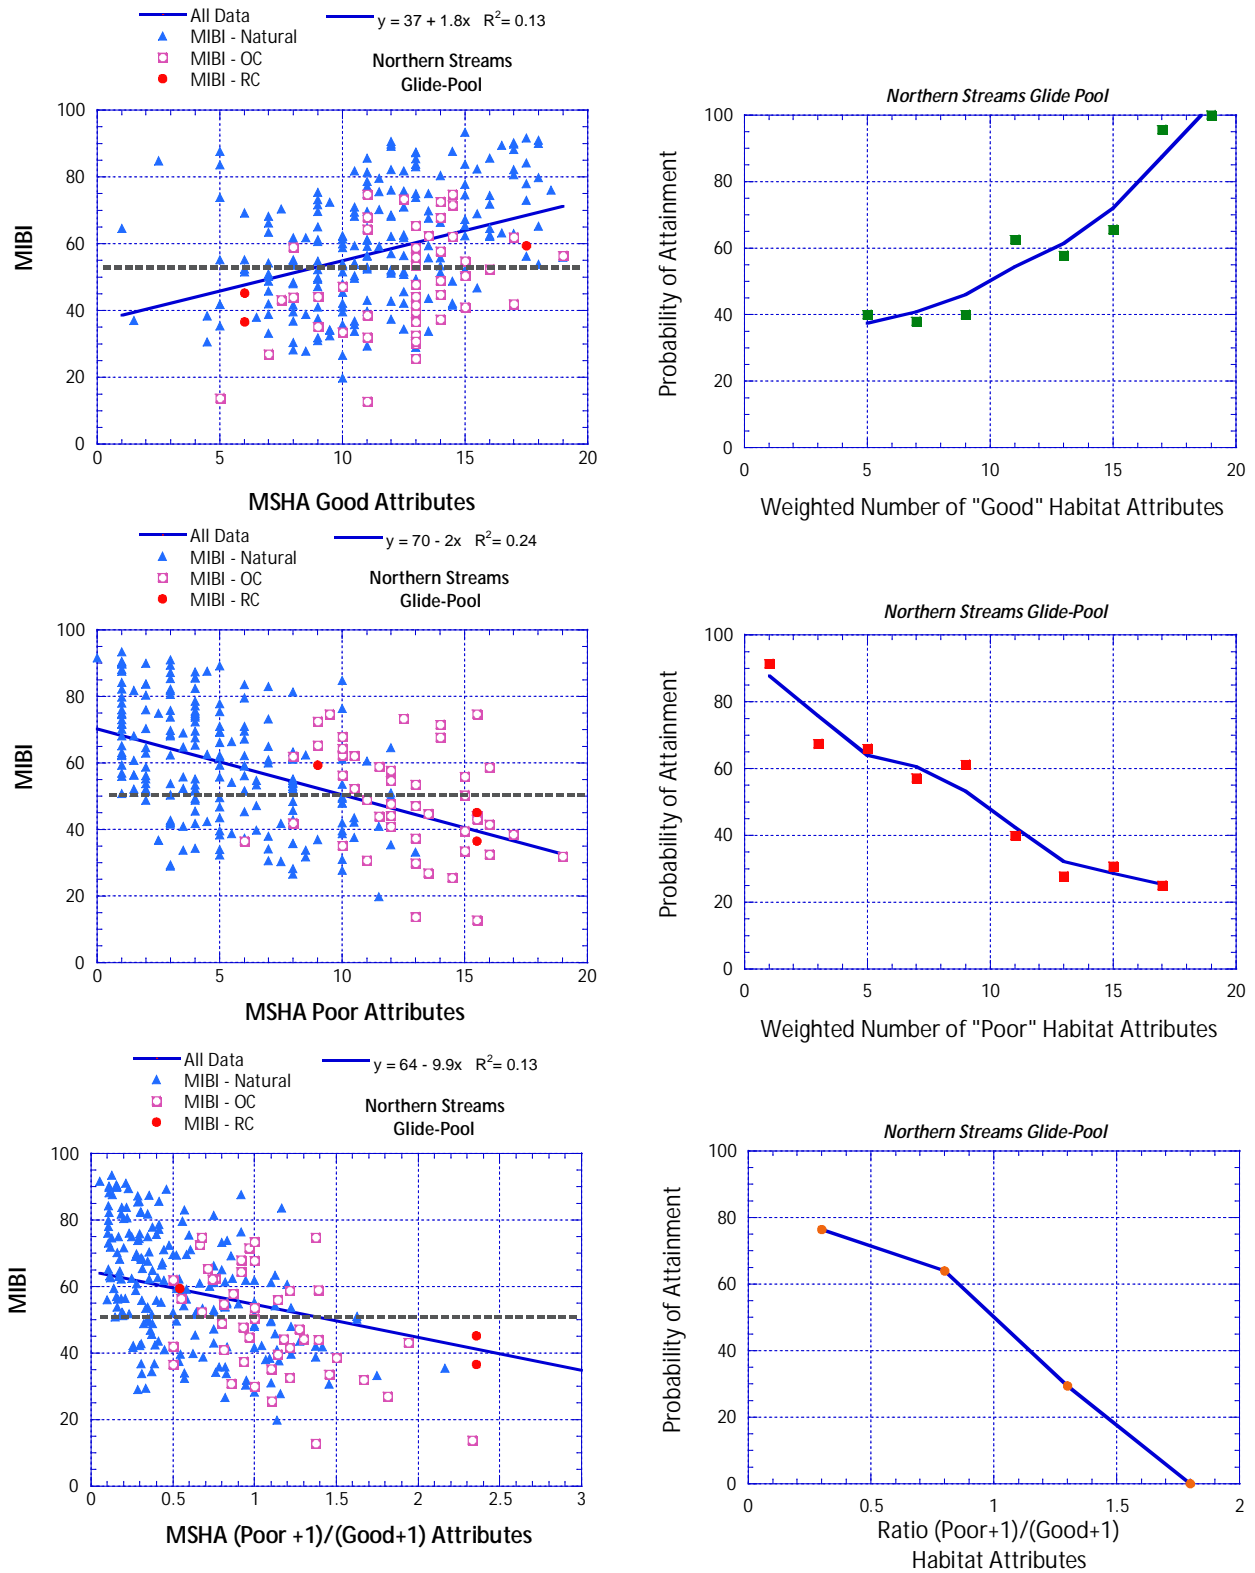 All Data
y = 37 + 1.8x R²= 0.13
MIBI - Natural
MIBI - OC
MIBI - RC
Northern Streams
Glide-Pool
MIBI
100
80
60
40
20
0
0 5 10 15 20
MSHA Good Attributes
Northern Streams Glide Pool
Probability of Attainment
100
80
60
40
20
0
0 5 10 15 20
Weighted Number of "Good" Habitat Attributes
All Data
y = 70 - 2x R²= 0.24
MIBI - Natural
MIBI - OC
MIBI - RC
Northern Streams
Glide-Pool
MIBI
100
80
60
40
20
0
0 5 10 15 20
MSHA Poor Attributes
Northern Streams Glide-Pool
Probability of Attainment
100
80
60
40
20
0
0 5 10 15 20
Weighted Number of "Poor" Habitat Attributes
All Data
y = 64 - 9.9x R²= 0.13
MIBI - Natural
MIBI - OC
MIBI - RC
Northern Streams
Glide-Pool
MIBI
100
80
60
40
20
0
0 0.5 1 1.5 2 2.5 3
MSHA (Poor +1)/(Good+1) Attributes
Northern Streams Glide-Pool
Probability of Attainment
100
80
60
40
20
0
0 0.5 1 1.5 2
Ratio (Poor+1)/(Good+1)
Habitat Attributes